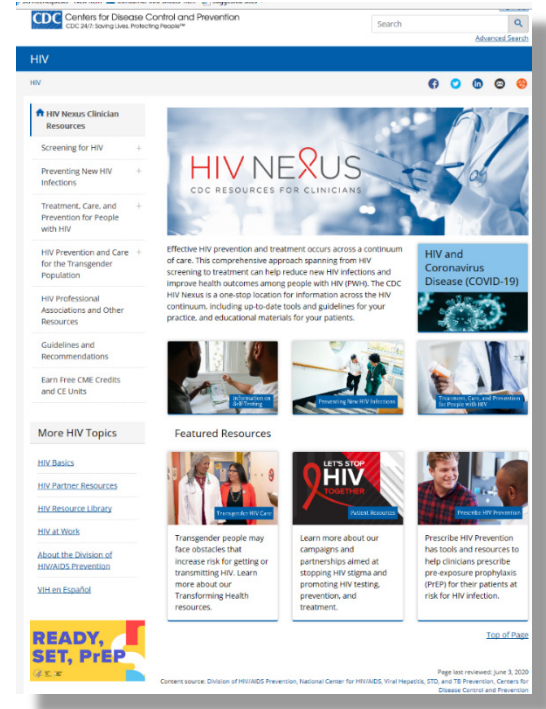 CDC
Centers for Disease Control and Prevention
CDC 24/7: Saving Lives, Protecting People™
Search
Advanced Search
HIV
HIV
HIV Nexus Clinician
Resources
Screening for HIV +
Preventing New HIV +
Infections
Treatment, Care, and +
Prevention for People
with HIV
HIV Prevention and Care +
for the Transgender
Population
HIV Professional
Associations and Other
Resources
Guidelines and
Recommendations
Earn Free CME Credits
and CE Units
More HIV Topics
HIV Basics
HIV Partner Resources
HIV Resource Library
HIV at Work
About the Division of
HIV/AIDS Prevention
VIH en Español
READY,
SET, PrEP
HIV NEXUS
CDC RESOURCES FOR CLINICIANS
Effective HIV prevention and treatment occurs across a continuum
of care. This comprehensive approach spanning from HIV
screening to treatment can help reduce new HIV infections and
improve health outcomes among people with HIV (PWH). The CDC
HIV Nexus is a one-stop location for information across the HIV
continuum, including up-to-date tools and guidelines for your
practice, and educational materials for your patients.
HIV and
Coronavirus
Disease (COVID-19)
Information on
Self-Testing
Preventing New HIV Infections
Treatment, Care, and Prevention
for People with HIV
Featured Resources
Transgender HIV Care
Transgender people may
face obstacles that
increase risk for getting or
transmitting HIV. Learn
more about our
Transforming Health
resources.
LET'S STOP
HIV
TOGETHER
Patient Resources
Learn more about our
campaigns and
partnerships aimed at
stopping HIV stigma and
promoting HIV testing,
prevention, and
treatment.
Prescribe HIV Prevention
Prescribe HIV Prevention
has tools and resources to
help clinicians prescribe
pre-exposure prophylaxis
(PrEP) for their patients at
risk for HIV infection.
Top of Page
Page last reviewed: June 3, 2020
Content source: Division of HIV/AIDS Prevention, National Center for HIV/AIDS, Viral Hepatitis, STD, and TB Prevention, Centers for
Disease Control and Prevention